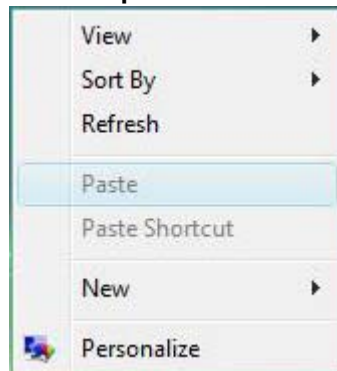 View
Sort By
Refresh
Paste
Paste Shortcut
New
Personalize